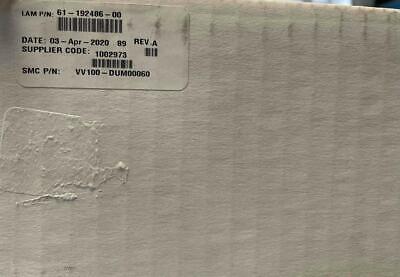 LAM P/N: 61-192486-00
DATE: 03-Apr-2020 89 REV.A
SUPPLIER CODE: 1002973
SMC P/N: VV100-DUM00060